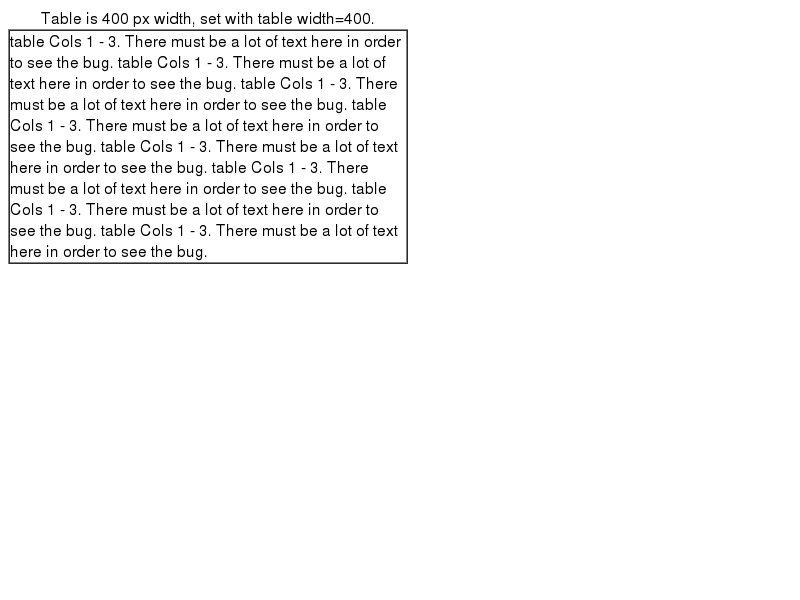 Table is 400 px width, set with table width=400.
table Cols 1 - 3. There must be a lot of text here in order
to see the bug. table Cols 1 - 3. There must be a lot of
text here in order to see the bug. table Cols 1 - 3. There
must be a lot of text here in order to see the bug. table
Cols 1 - 3. There must be a lot of text here in order to
see the bug. table Cols 1 - 3. There must be a lot of text
here in order to see the bug. table Cols 1 - 3. There
must be a lot of text here in order to see the bug. table
Cols 1 - 3. There must be a lot of text here in order to
see the bug. table Cols 1 - 3. There must be a lot of text
here in order to see the bug.